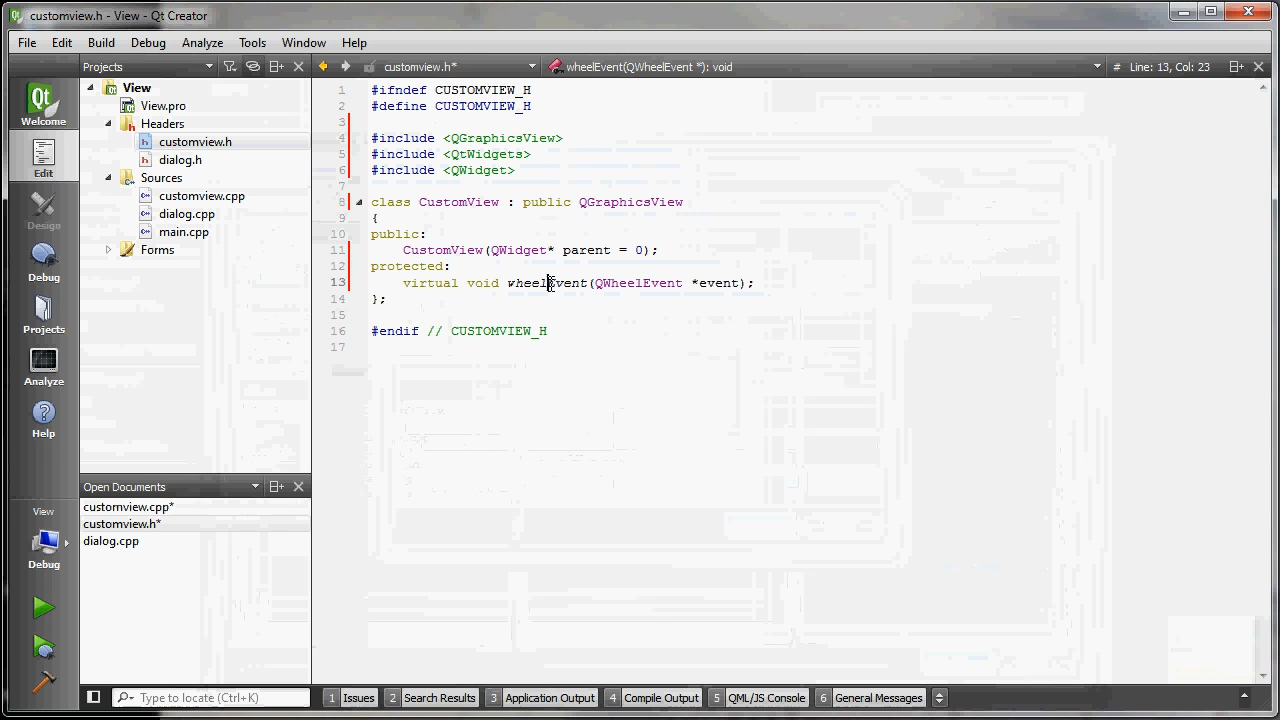 customview.h - View - Qt Creator
File Edit Build Debug Analyze Tools Window Help
Projects
customview.h*
wheelEvent(QWheelEvent *): void
# Line: 13, Col: 23
Qt
Welcome
Edit
Design
Debug
Projects
Analyze
Help
View
Debug
View
View.pro
Headers
customview.h
dialog.h
Sources
customview.cpp
dialog.cpp
main.cpp
Forms
Open Documents
customview.cpp*
customview.h*
dialog.cpp
1 #ifndef CUSTOMVIEW_H
2 #define CUSTOMVIEW_H
3
4 #include <QGraphicsView>
5 #include <QtWidgets>
6 #include <QWidget>
7
8 class CustomView : public QGraphicsView
9 {
10 public:
11 CustomView(QWidget* parent = 0);
12 protected:
13 virtual void wheelEvent(QWheelEvent *event);
14 };
15
16 #endif // CUSTOMVIEW_H
17
Type to locate (Ctrl+K)
1 Issues 2 Search Results 3 Application Output 4 Compile Output 5 QML/JS Console 6 General Messages